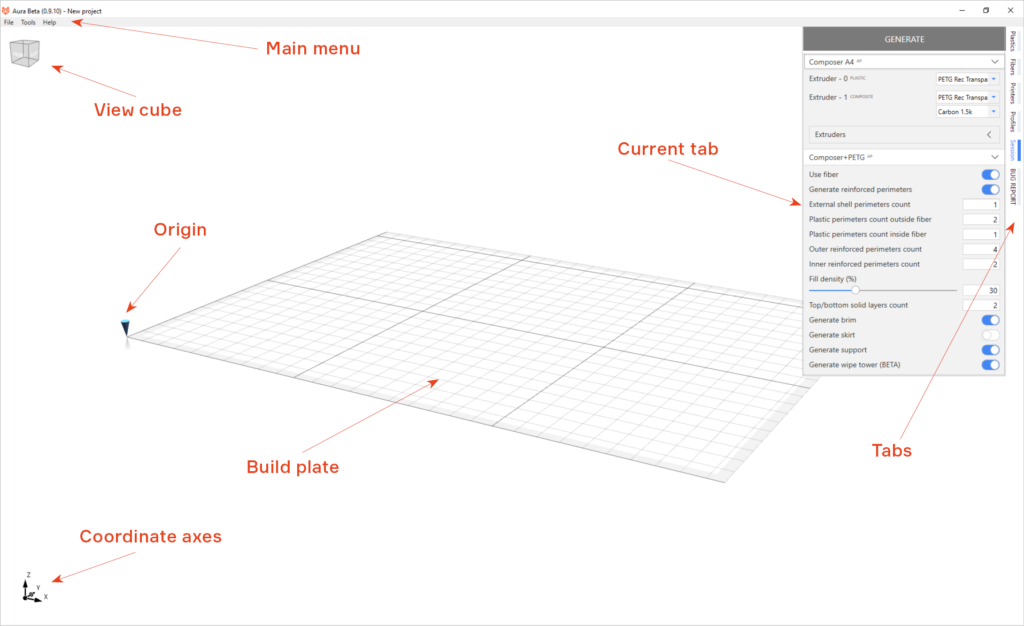 Aura Beta (0.9.10) - New project
File Tools Help
Main menu
View cube
Origin
Build plate
Coordinate axes
Z
Y
X
Current tab
Tabs
GENERATE
Composer A4 AP
Extruder - 0 PLASTIC PETG Rec Transpa
Extruder - 1 COMPOSITE PETG Rec Transpa
Carbon 1.5k
Extruders
Composer+PETG AP
Use fiber
Generate reinforced perimeters
External shell perimeters count 1
Plastic perimeters count outside fiber 2
Plastic perimeters count inside fiber 1
Outer reinforced perimeters count 4
Inner reinforced perimeters count 2
Fill density (%)
30
Top/bottom solid layers count 2
Generate brim
Generate skirt
Generate support
Generate wipe tower (BETA)
Plastics
Fibers
Printers
Profiles
Session
BUG REPORT